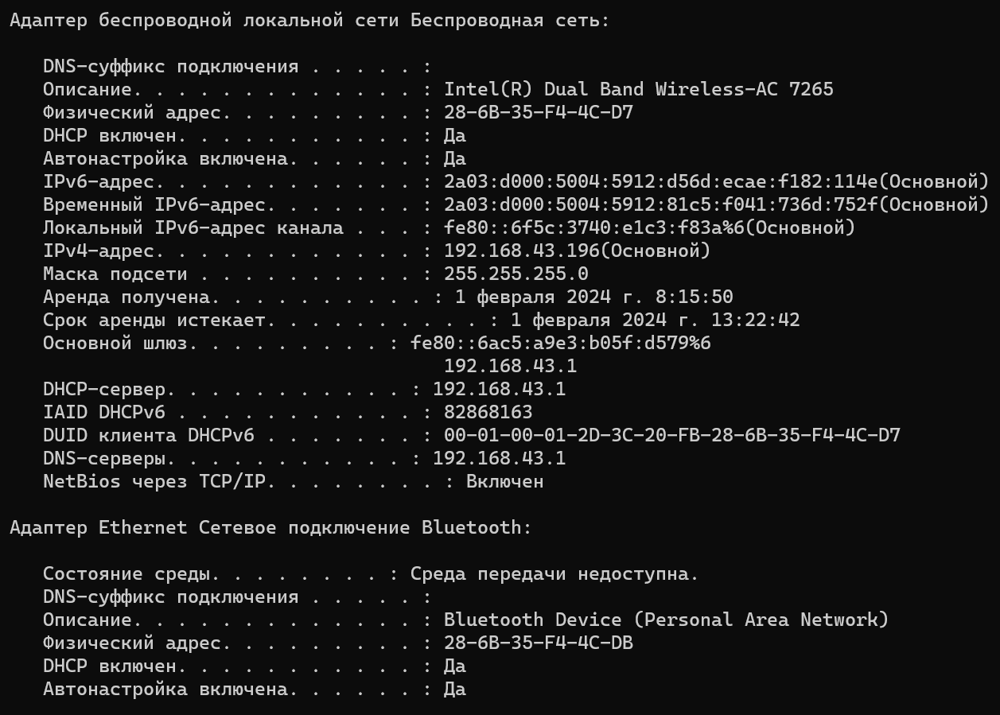 Адаптер беспроводной локальной сети Беспроводная сеть:
DNS-суффикс подключения . . . . . :
Описание. . . . . . . . . . . . . : Intel(R) Dual Band Wireless-AC 7265
Физический адрес. . . . . . . . . : 28-6B-35-F4-4C-D7
DHCP включен. . . . . . . . . . . : Да
Автонастройка включена. . . . . . : Да
IPv6-адрес. . . . . . . . . . . . : 2a03:d000:5004:5912:d56d:ecae:f182:114e(Основной)
Временный IPv6-адрес. . . . . . . : 2a03:d000:5004:5912:81c5:f041:736d:752f(Основной)
Локальный IPv6-адрес канала . . . : fe80::6f5c:3740:e1c3:f83a%6(Основной)
IPv4-адрес. . . . . . . . . . . . : 192.168.43.196(Основной)
Маска подсети . . . . . . . . . . : 255.255.255.0
Аренда получена. . . . . . . . . . : 1 февраля 2024 г. 8:15:50
Срок аренды истекает. . . . . . . . . . : 1 февраля 2024 г. 13:22:42
Основной шлюз. . . . . . . . . : fe80::6ac5:a9e3:b05f:d579%6
192.168.43.1
DHCP-сервер. . . . . . . . . . . : 192.168.43.1
IAID DHCPv6 . . . . . . . . . . . : 82868163
DUID клиента DHCPv6 . . . . . . . : 00-01-00-01-2D-3C-20-FB-28-6B-35-F4-4C-D7
DNS-серверы. . . . . . . . . . . : 192.168.43.1
NetBios через TCP/IP. . . . . . . . : Включен
Адаптер Ethernet Сетевое подключение Bluetooth:
Состояние среды. . . . . . . . : Среда передачи недоступна.
DNS-суффикс подключения . . . . . :
Описание. . . . . . . . . . . . . : Bluetooth Device (Personal Area Network)
Физический адрес. . . . . . . . . : 28-6B-35-F4-4C-DB
DHCP включен. . . . . . . . . . . : Да
Автонастройка включена. . . . . . : Да